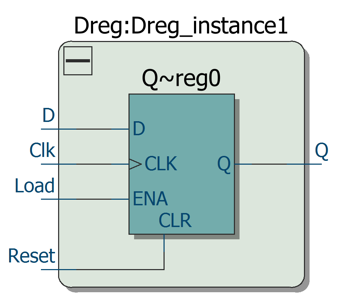 Dreg:Dreg_instance1
Q~reg0
D
D
Clk
CLK
Q
Q
Load
ENA
CLR
Reset